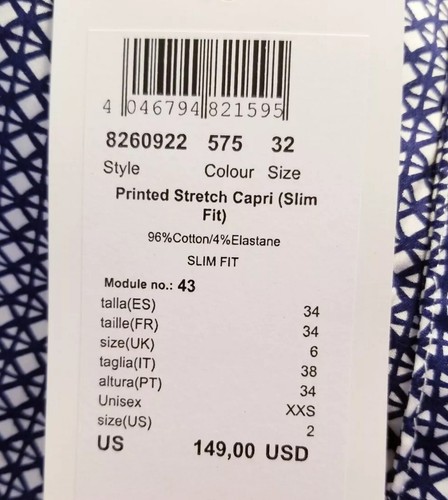 4 046794 821595
8260922 575 32
Style Colour Size
Printed Stretch Capri (Slim
Fit)
96%Cotton/4%Elastane
SLIM FIT
Module no.: 43
talla(ES) 34
taille(FR) 34
size(UK) 6
taglia(IT) 38
altura(PT) 34
Unisex XXS
size(US) 2
US 149,00 USD